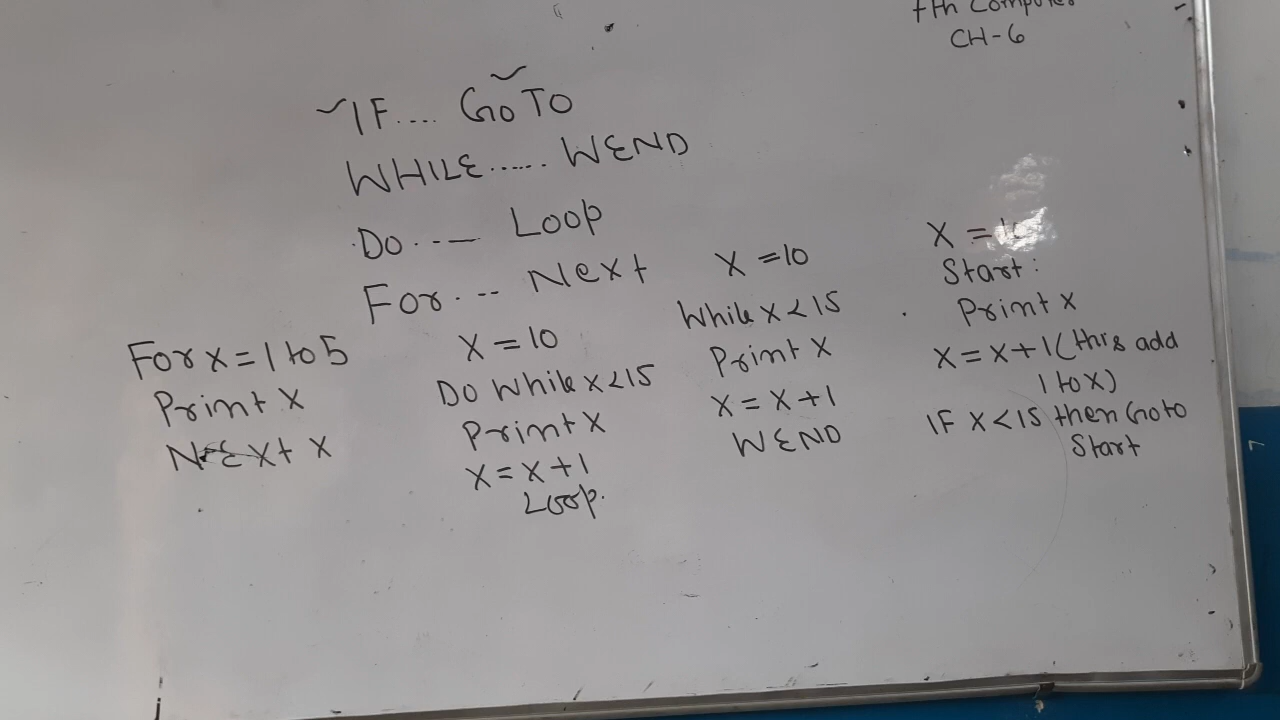 Computer
CH-6
IF.... GOTO
WHILE...... WEND
Do .--- Loop
For... -- Next
For x = 1 to 5
Print x
NEXt x
X = 10
Do While x < 15
Print X
X = X + 1
Loop.
X = 10
While x < 15
Print X
X = X + 1
WEND
X = 10
Start:
Print x
X = X + 1 (this add
1 to X)
IF X < 15 then Goto
Start